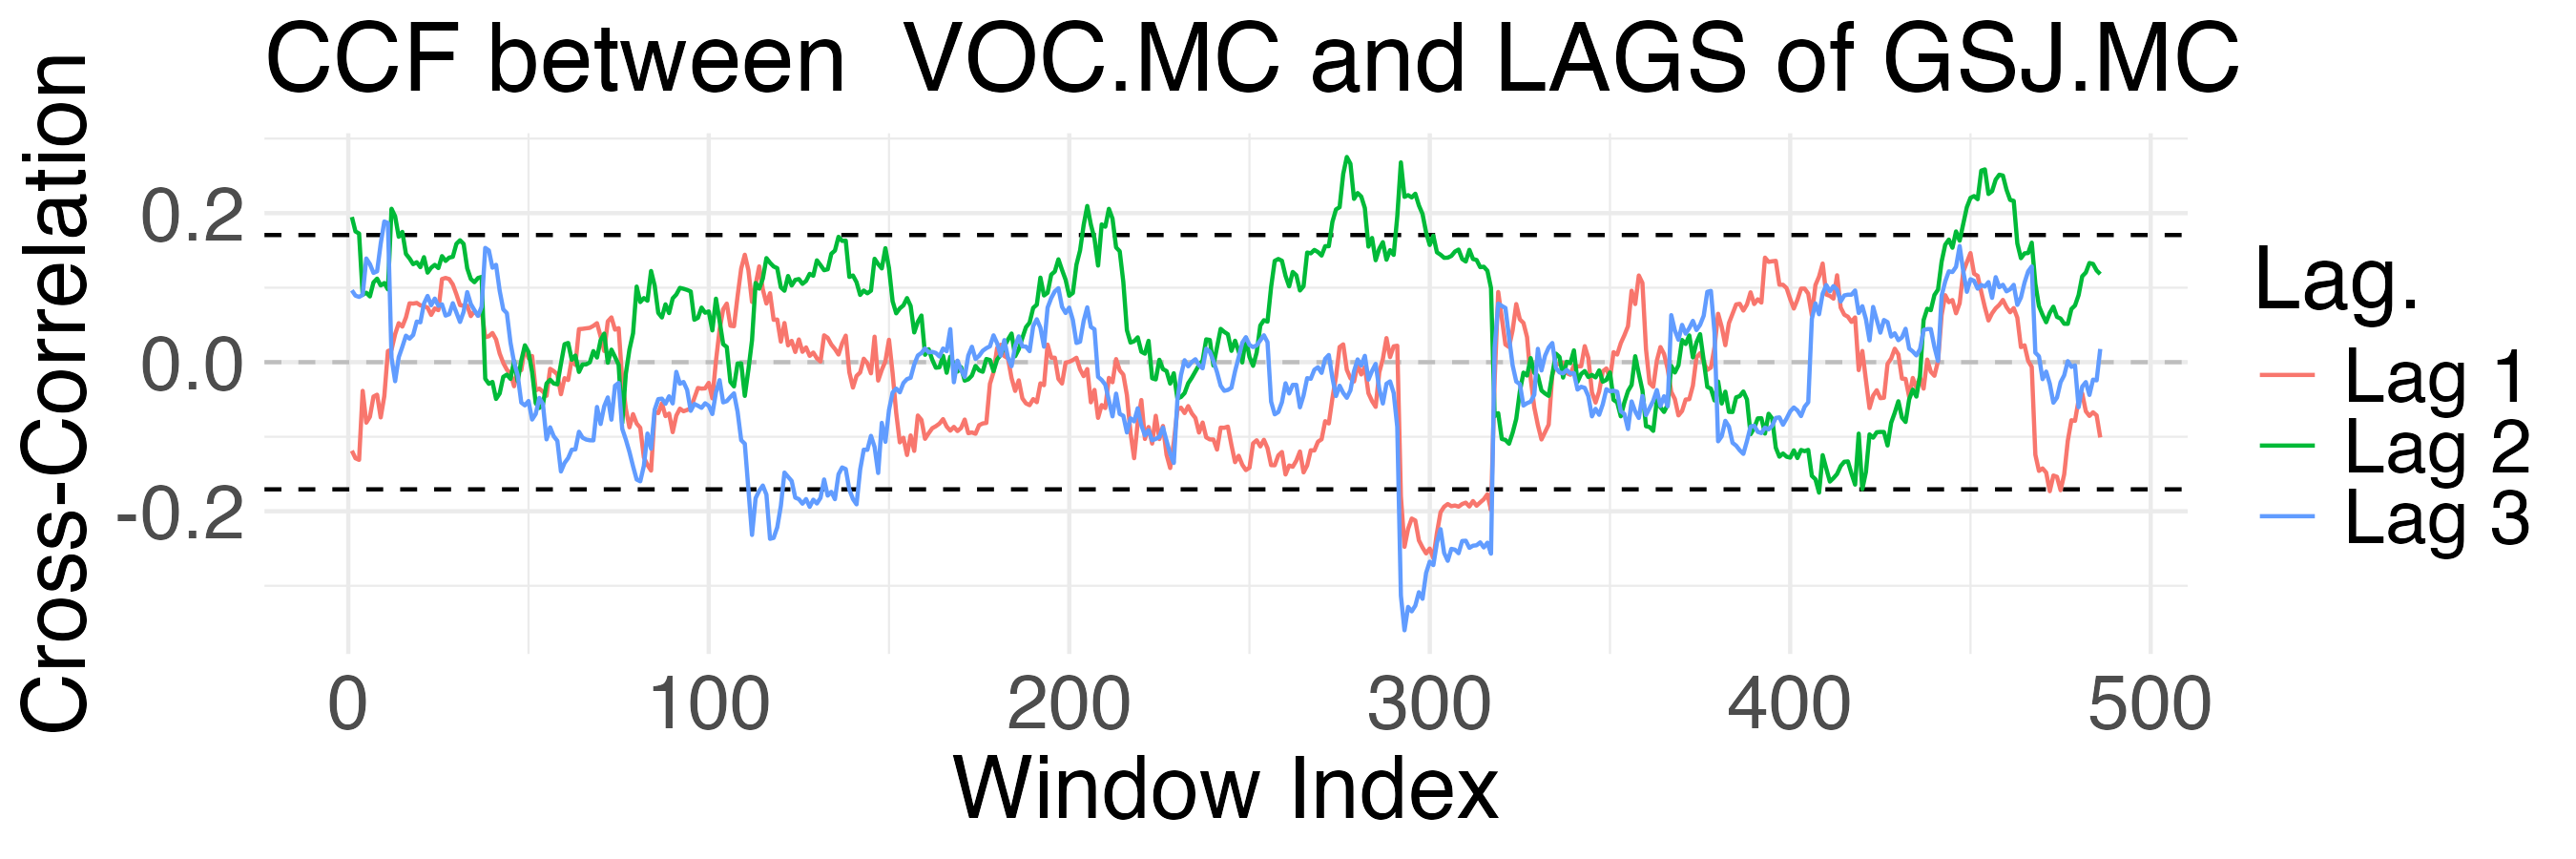 CCF between  VOC.MC and LAGS of GSJ.MC
Cross-Correlation
0.2
0.0
-0.2
0 100 200 300 400 500
Window Index
Lag.
Lag 1
Lag 2
Lag 3